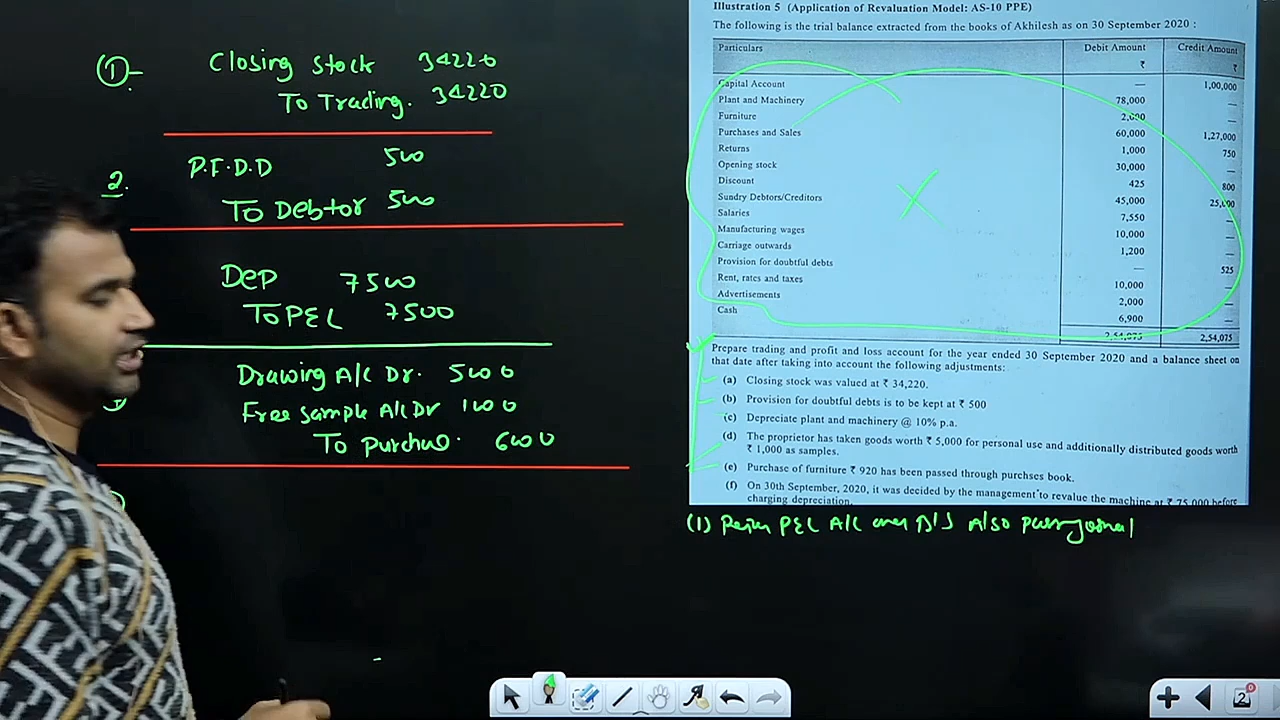 ①- Closing stock 34220
To Trading. 34220
2. P.F.D.D 500
To Debtor 500
Dep 7500
To P&L 7500
Drawing A/c Dr. 5000
Free sample A/c Dr 1000
To purchase 6000
Illustration 5 (Application of Revaluation Model: AS-10 PPE)
The following is the trial balance extracted from the books of Akhilesh as on 30 September 2020 :
Particulars Debit Amount Credit Amount
₹ ₹
Capital Account — 1,00,000
Plant and Machinery 78,000 —
Furniture 2,000 —
Purchases and Sales 60,000 1,27,000
Returns 1,000 750
Opening stock 30,000 —
Discount 425 800
Sundry Debtors/Creditors 45,000 25,000
Salaries 7,550 —
Manufacturing wages 10,000 —
Carriage outwards 1,200 —
Provision for doubtful debts — 525
Rent, rates and taxes 10,000 —
Advertisements 2,000 —
Cash 6,900 —
2,54,075 2,54,075
Prepare trading and profit and loss account for the year ended 30 September 2020 and a balance sheet on
that date after taking into account the following adjustments:
(a) Closing stock was valued at ₹ 34,220.
(b) Provision for doubtful debts is to be kept at ₹ 500
(c) Depreciate plant and machinery @ 10% p.a.
(d) The proprietor has taken goods worth ₹ 5,000 for personal use and additionally distributed goods worth
₹ 1,000 as samples.
(e) Purchase of furniture ₹ 920 has been passed through purchses book.
(f) On 30th September, 2020, it was decided by the management to revalue the machine at ₹ 75,000 before
charging depreciation.
(1) P&L A/c B/S Also
2